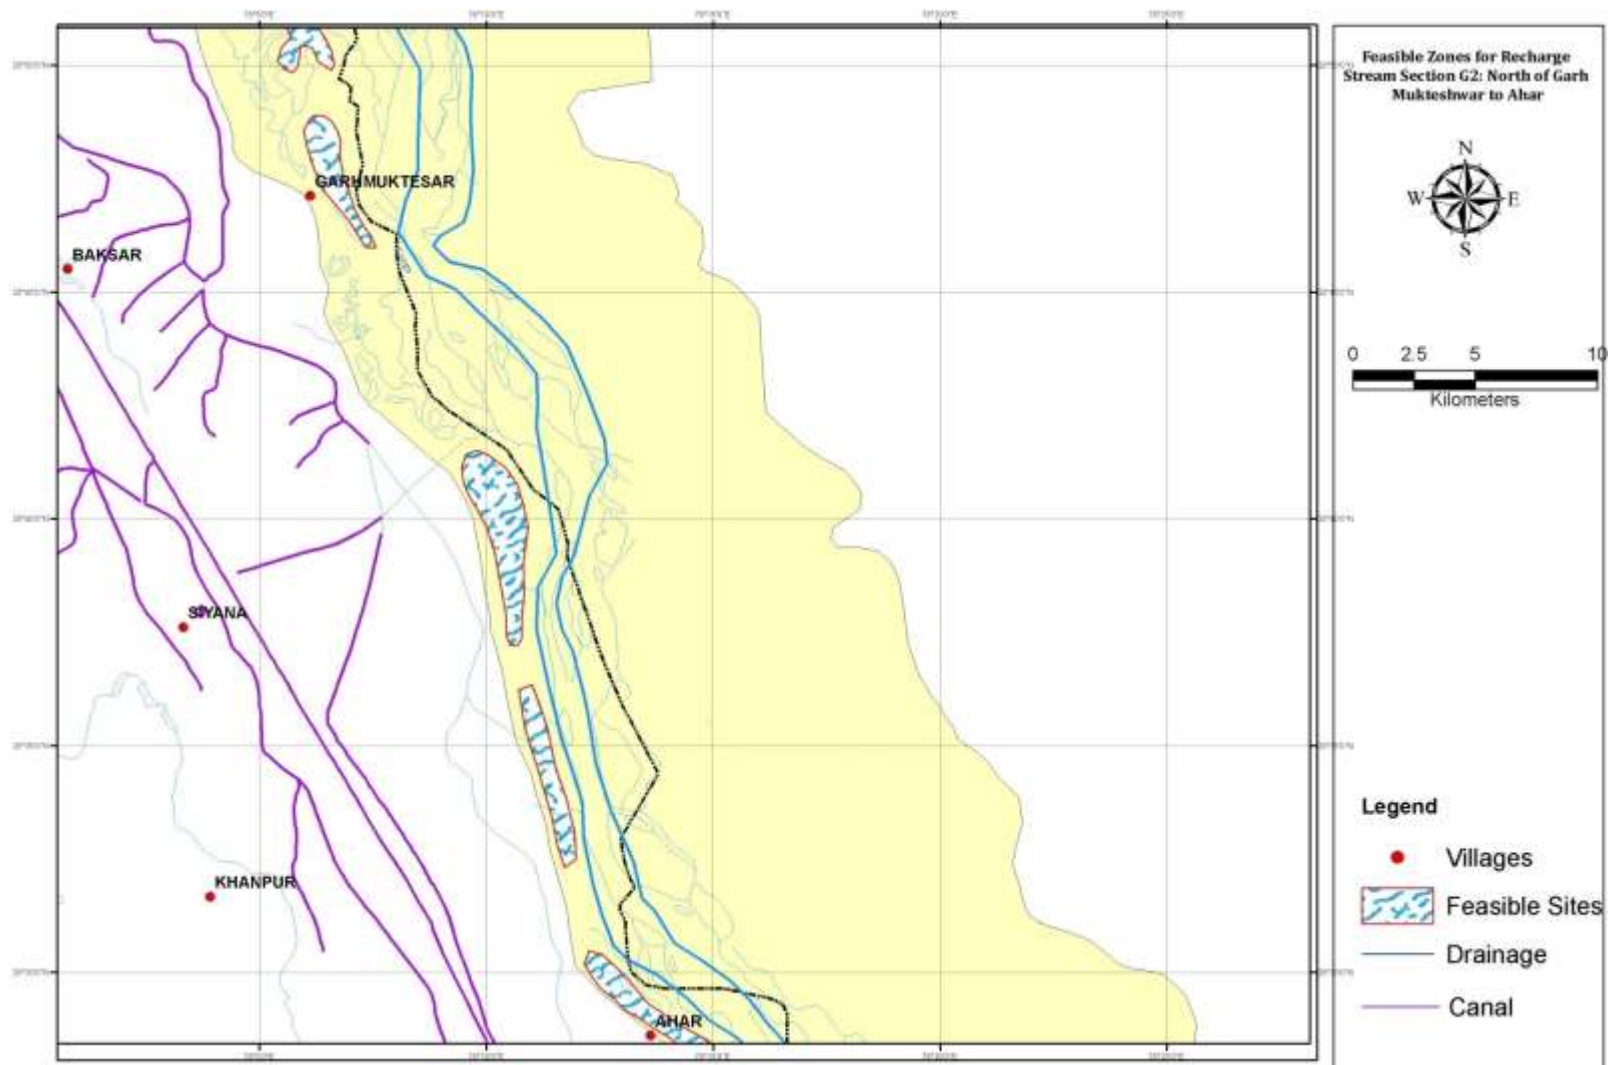 Feasible Zones for Recharge
Stream Section G2: North of Garh
Mukteshwar to Ahar
N
W E
S
0 2.5 5 10
Kilometers
GARHMUKTESAR
BAKSAR
SIYANA
KHANPUR
AHAR
Legend
Villages
Feasible Sites
Drainage
Canal